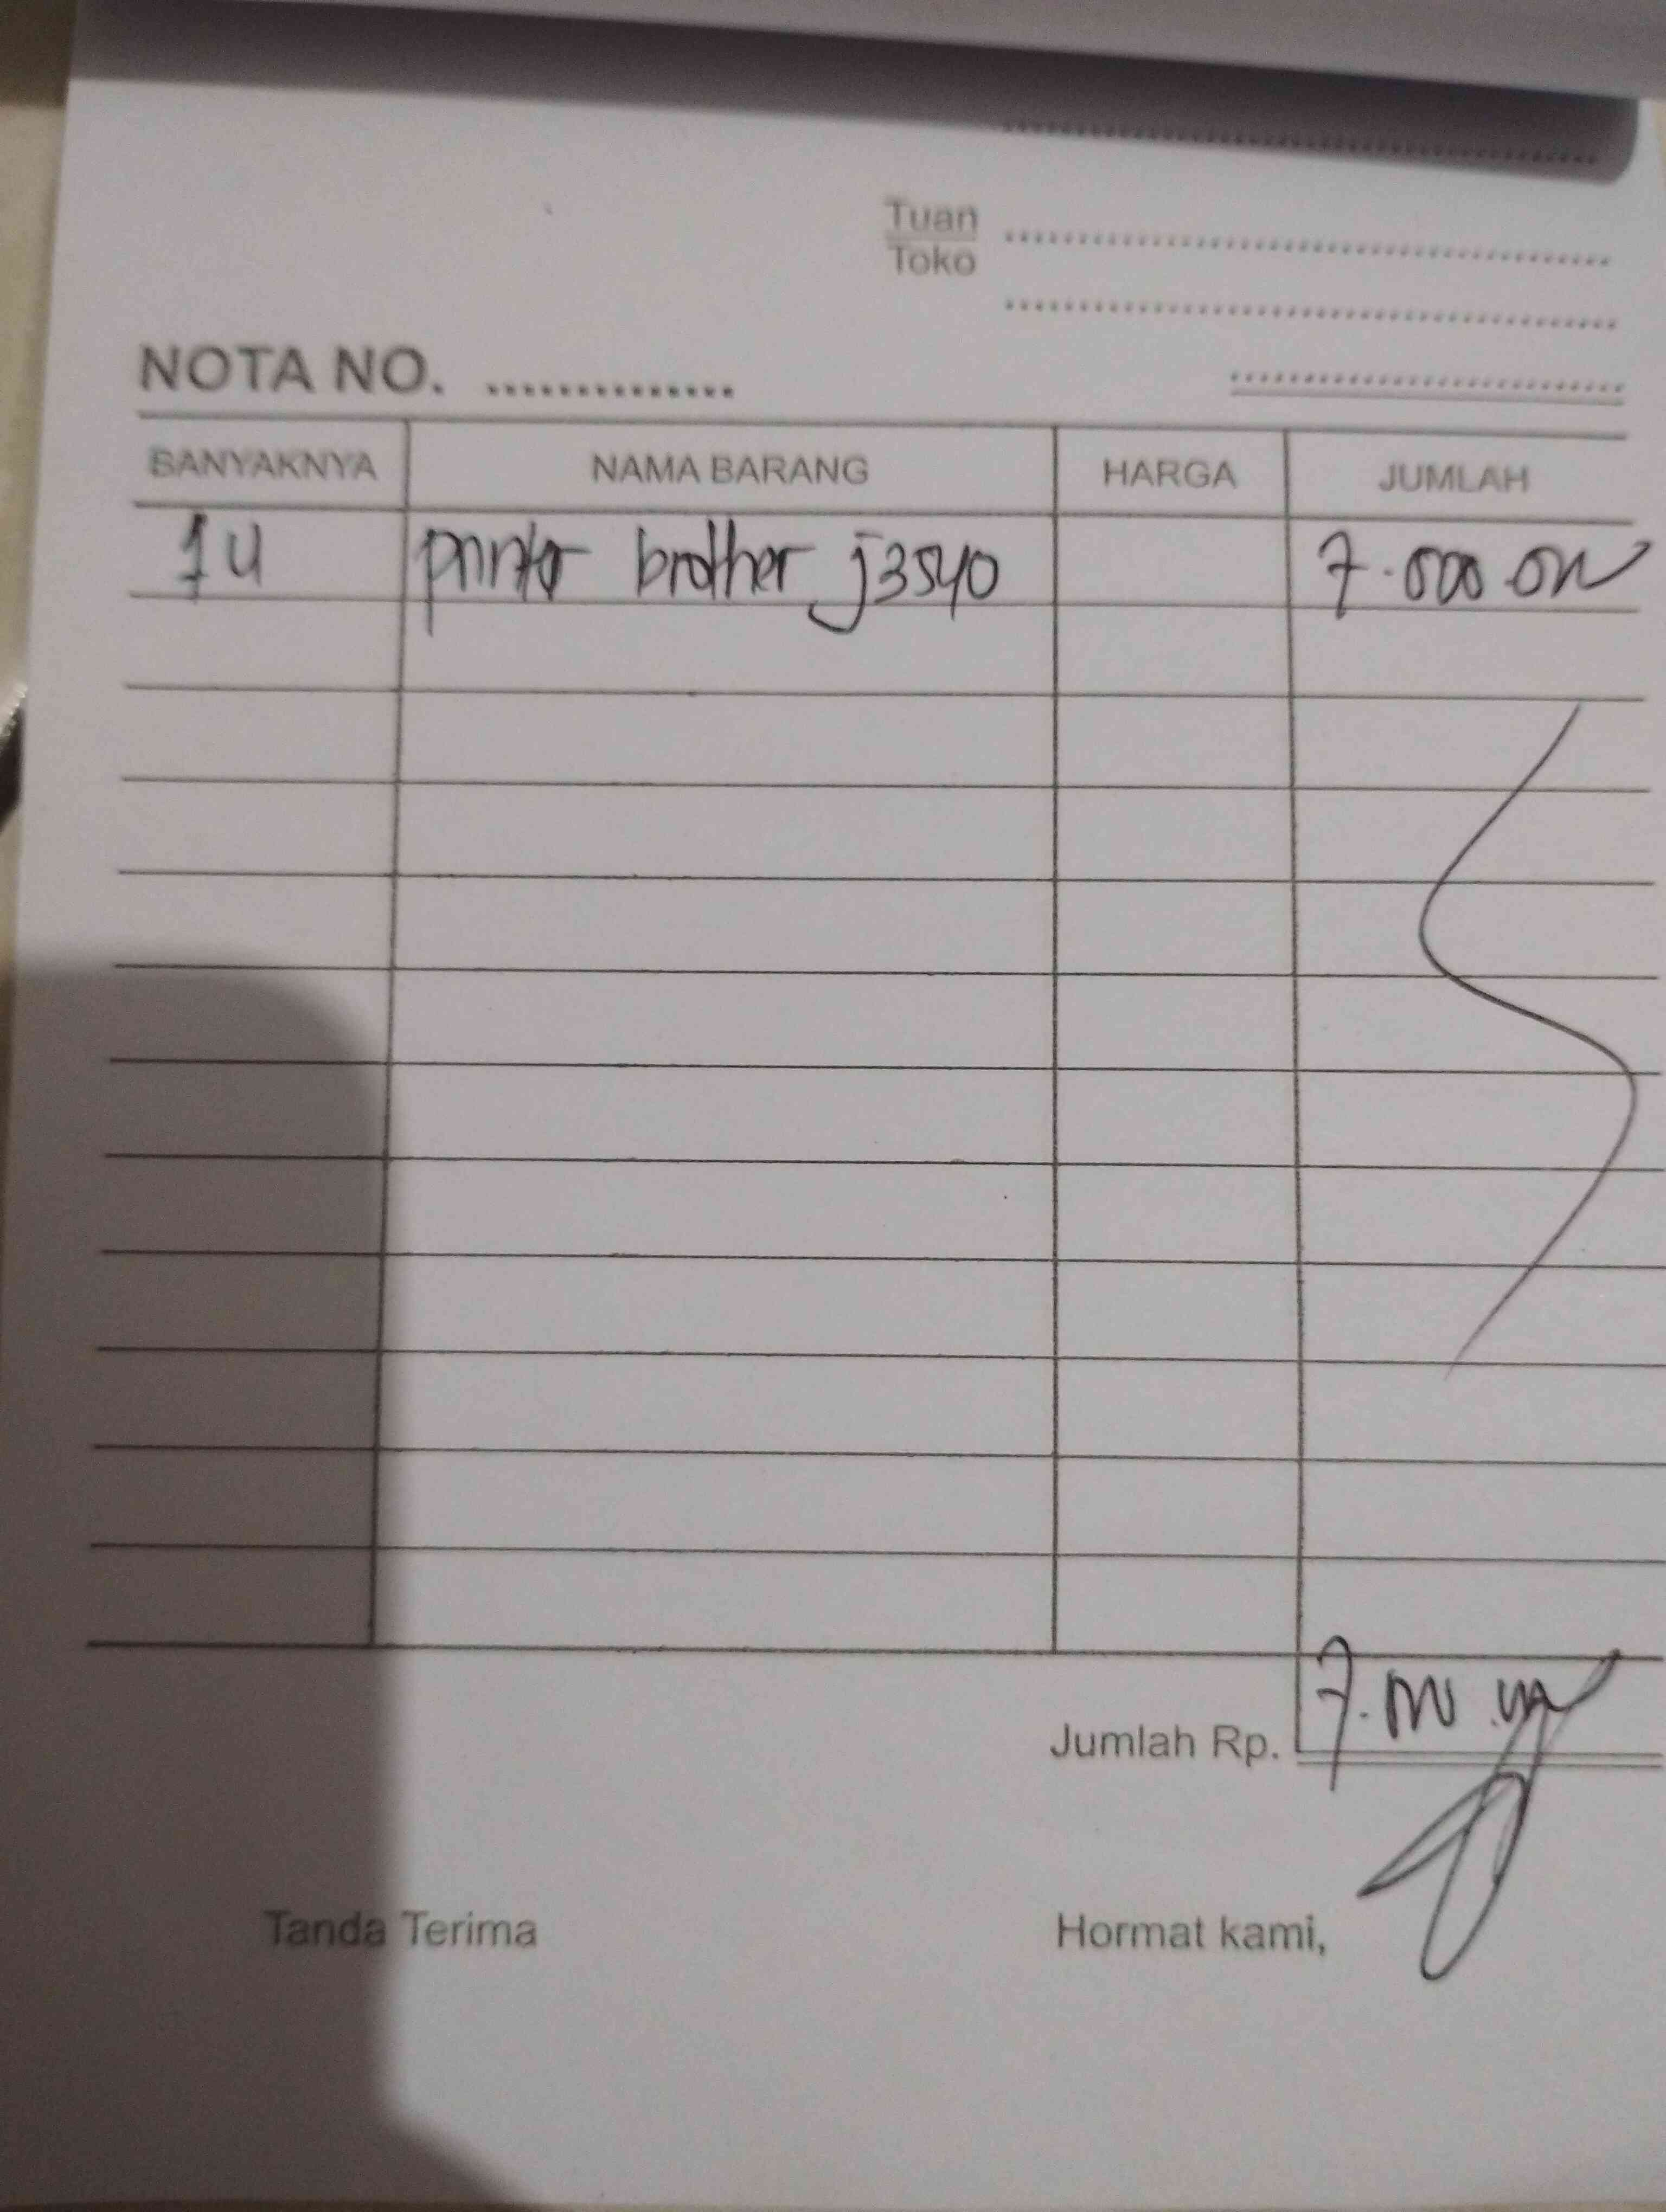 Tuan
Toko
NOTA NO.
BANYAKNYA NAMA BARANG HARGA JUMLAH
1 U printer brother j3540 7.000.000
7.000.000
Jumlah Rp.
Tanda Terima Hormat kami,